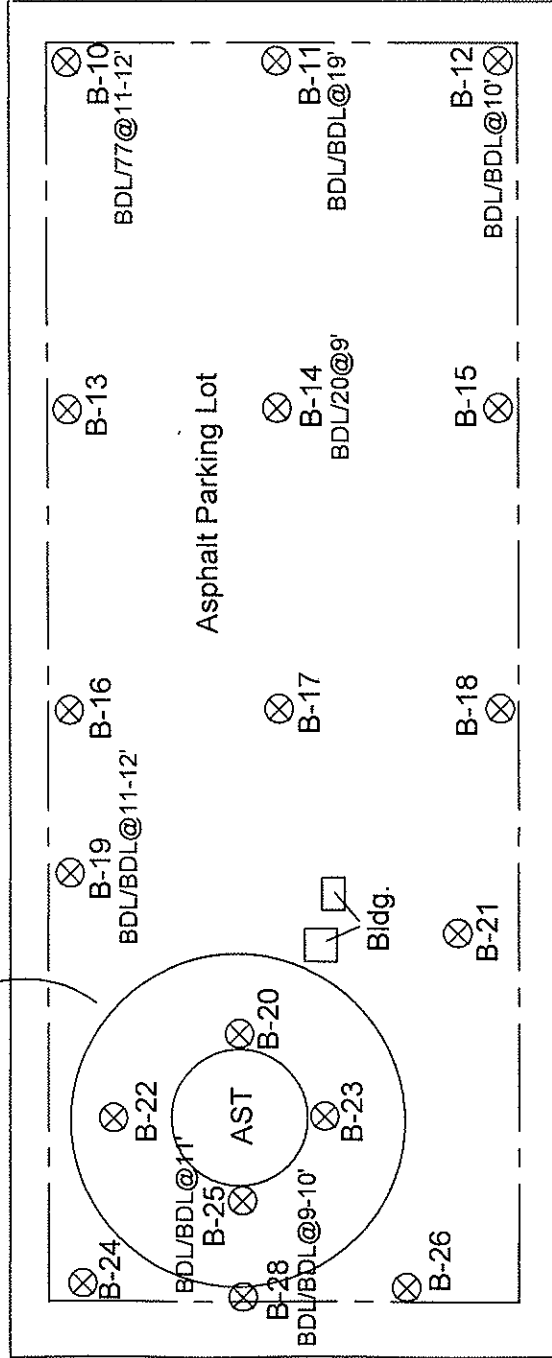 B-10
BDL/77@11-12'
B-11
BDL/BDL@19'
B-12
BDL/BDL@10'
B-13
B-14
BDL/20@9'
B-15
Asphalt Parking Lot
B-16
B-17
B-18
B-19
BDL/BDL@11-12'
Bldg.
B-21
B-20
B-22
AST
B-23
BDL/BDL@11'
B-25
B-24
B-28
BDL/BDL@9-10'
B-26